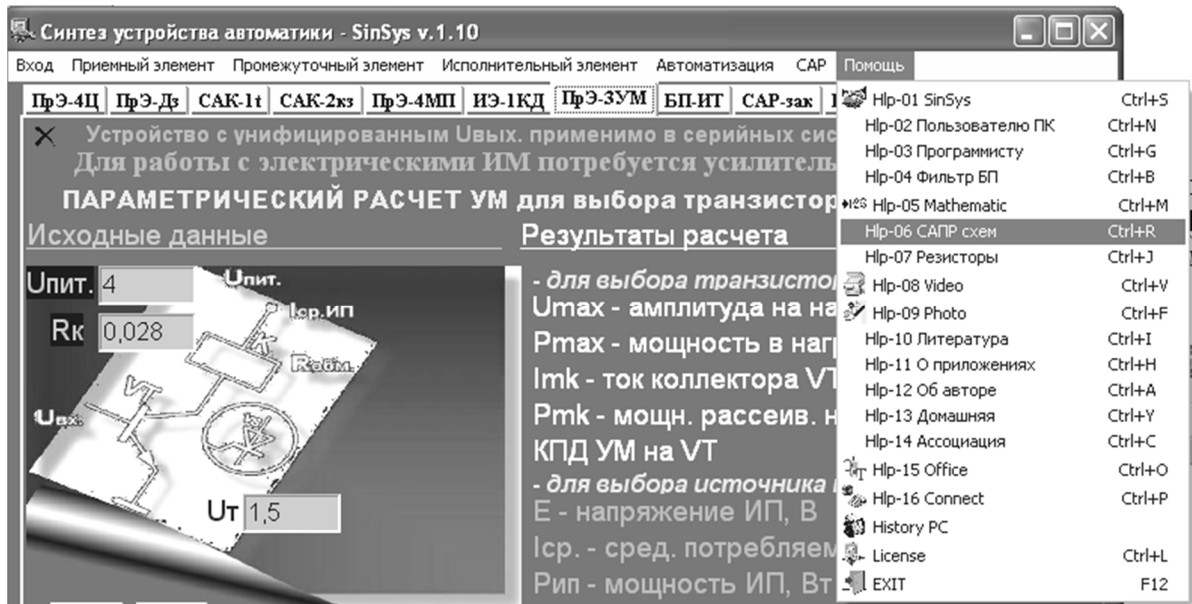 Синтез устройства автоматики - SinSys v.1.10
Вход Приемный элемент Промежуточный элемент Исполнительный элемент Автоматизация САР Помощь
ПрЭ-4Ц ПрЭ-Дз САК-1t САК-2кз ПрЭ-4МП ИЭ-1КД ПрЭ-3УМ БП-ИТ САР-зак
Устройство с унифицированным Uвых. применимо в серийных сис
Для работы с электрическими ИМ потребуется усилитель
ПАРАМЕТРИЧЕСКИЙ РАСЧЕТ УМ для выбора транзистор
Исходные данные
Uпит. 4
Rк 0,028
Uпит.
Iср.ИП
К
Rобм.
VT
Uвх.
Uт 1,5
Результаты расчета
- для выбора транзистор
Umax - амплитуда на на
Pmax - мощность в наг
Imk - ток коллектора VT
Pmk - мощн. рассеив. н
КПД УМ на VT
- для выбора источника
E - напряжение ИП, В
Iср. - сред. потребляем
Pип - мощность ИП, Вт
Hlp-01 SinSys Ctrl+S
Hlp-02 Пользователю ПК Ctrl+N
Hlp-03 Программисту Ctrl+G
Hlp-04 Фильтр БП Ctrl+B
Hlp-05 Mathematic Ctrl+M
Hlp-06 САПР схем Ctrl+R
Hlp-07 Резисторы Ctrl+J
Hlp-08 Video Ctrl+V
Hlp-09 Photo Ctrl+F
Hlp-10 Литература Ctrl+I
Hlp-11 О приложениях Ctrl+H
Hlp-12 Об авторе Ctrl+A
Hlp-13 Домашняя Ctrl+Y
Hlp-14 Ассоциация Ctrl+C
Hlp-15 Office Ctrl+O
Hlp-16 Connect Ctrl+P
History PC
License Ctrl+L
EXIT F12